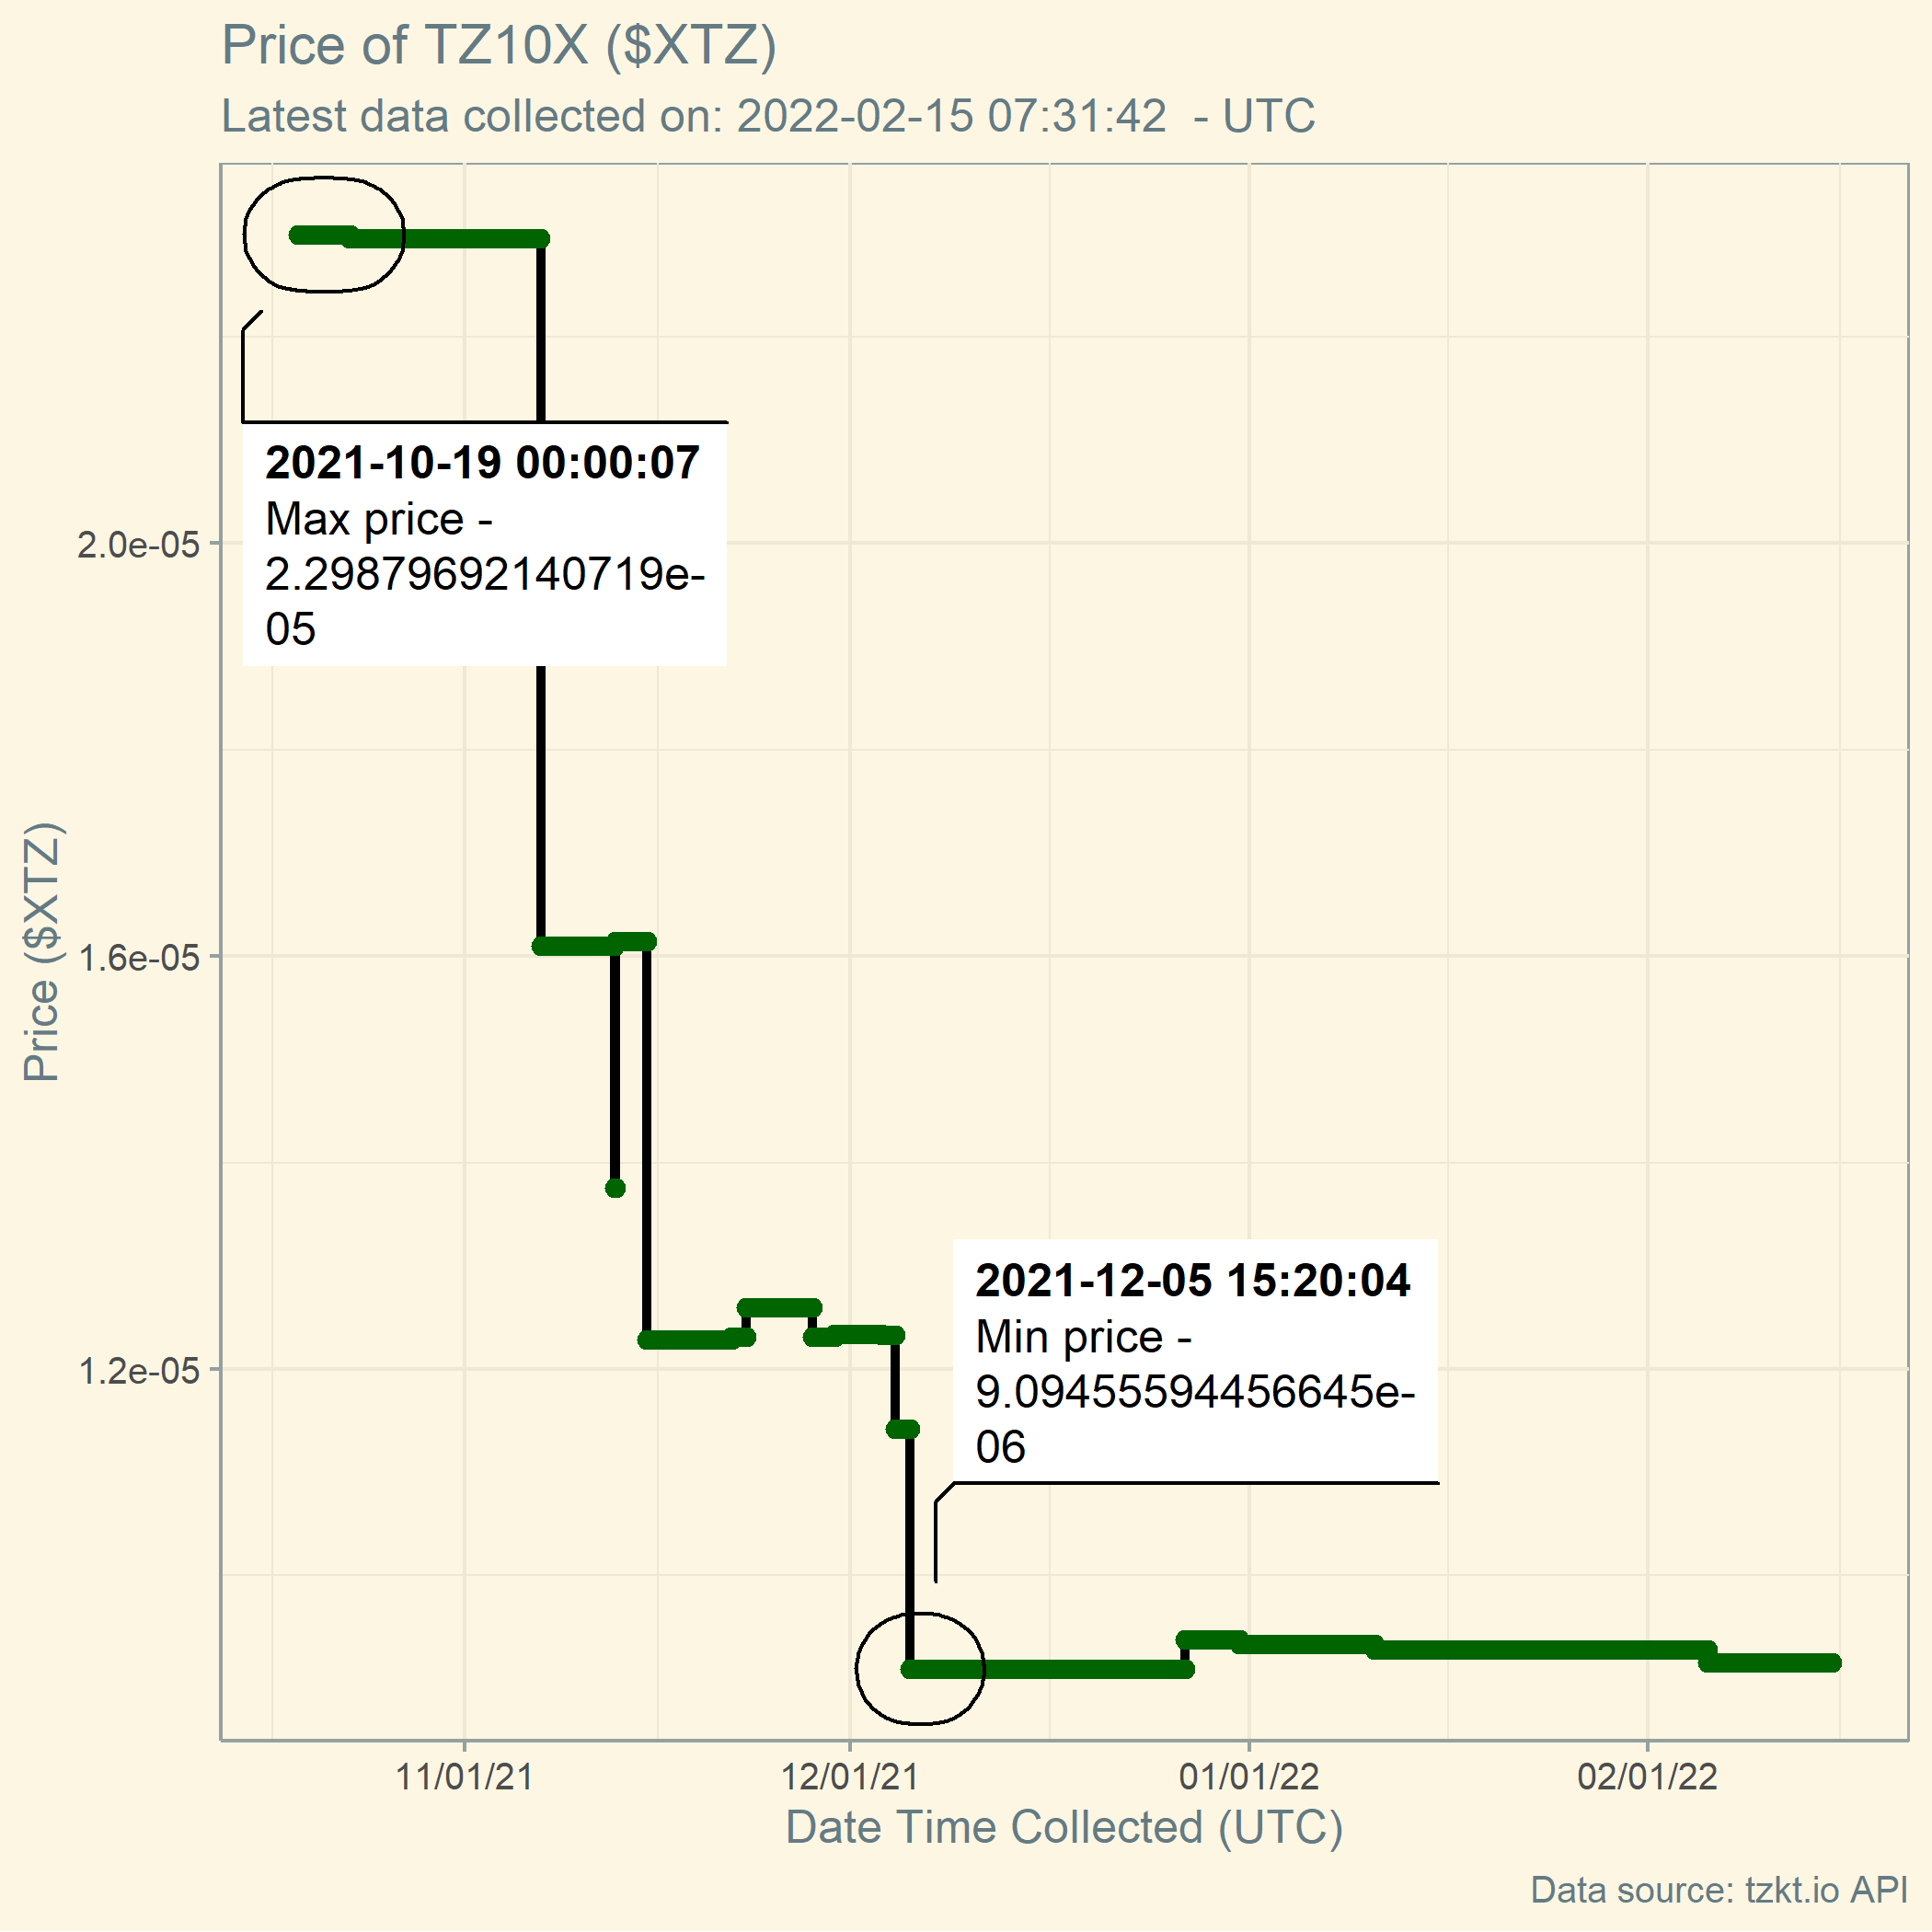 Price of TZ10X ($XTZ)
Latest data collected on: 2022-02-15 07:31:42  - UTC
2021-10-19 00:00:07
Max price -
2.29879692140719e-
05
2.0e-05
1.6e-05
1.2e-05
Price ($XTZ)
2021-12-05 15:20:04
Min price -
9.09455594456645e-
06
11/01/21
12/01/21
01/01/22
02/01/22
Date Time Collected (UTC)
Data source: tzkt.io API